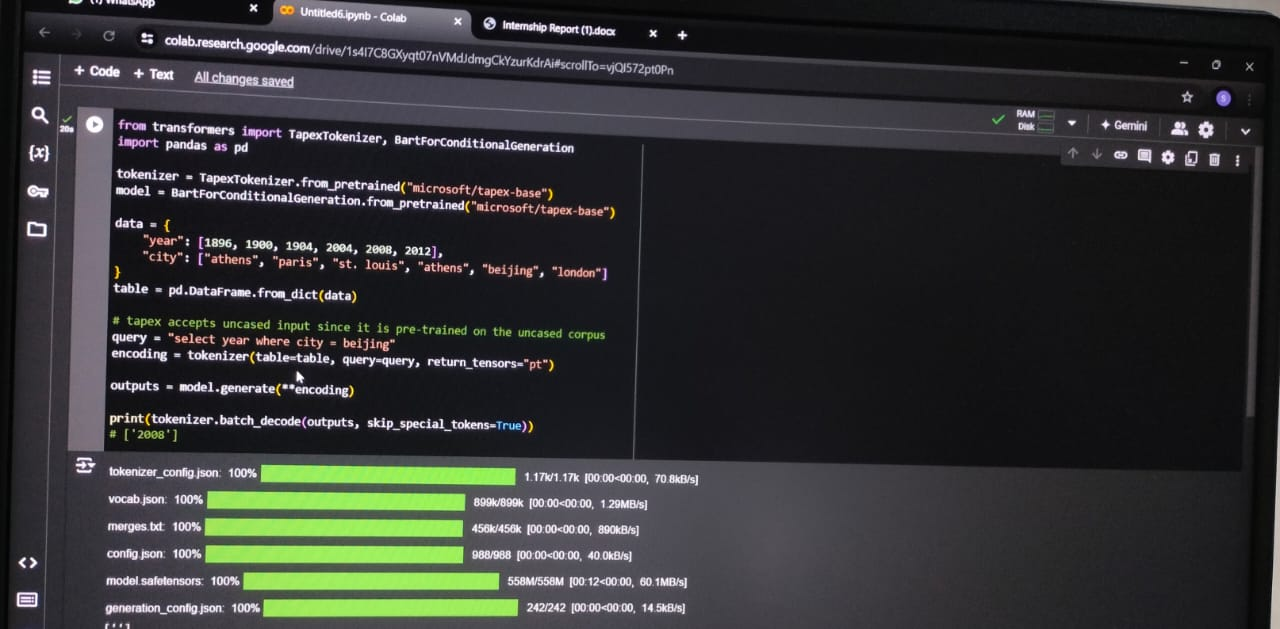 (1) WhatsApp
Untitled6.ipynb - Colab
Internship Report (1).docx
colab.research.google.com/drive/1s4I7C8GXyqt07nVMdJdmgCkYzurKdrAi#scrollTo=vjQI572pt0Pn
+ Code + Text All changes saved
RAM
Disk
Gemini
S
20s
from transformers import TapexTokenizer, BartForConditionalGeneration
import pandas as pd
tokenizer = TapexTokenizer.from_pretrained("microsoft/tapex-base")
model = BartForConditionalGeneration.from_pretrained("microsoft/tapex-base")
data = {
"year": [1896, 1900, 1904, 2004, 2008, 2012],
"city": ["athens", "paris", "st. louis", "athens", "beijing", "london"]
}
table = pd.DataFrame.from_dict(data)
# tapex accepts uncased input since it is pre-trained on the uncased corpus
query = "select year where city = beijing"
encoding = tokenizer(table=table, query=query, return_tensors="pt")
outputs = model.generate(**encoding)
print(tokenizer.batch_decode(outputs, skip_special_tokens=True))
# ['2008']
tokenizer_config.json: 100% 1.17k/1.17k [00:00<00:00, 70.8kB/s]
vocab.json: 100% 899k/899k [00:00<00:00, 1.29MB/s]
merges.txt: 100% 456k/456k [00:00<00:00, 890kB/s]
config.json: 100% 988/988 [00:00<00:00, 40.0kB/s]
model.safetensors: 100% 558M/558M [00:12<00:00, 60.1MB/s]
generation_config.json: 100% 242/242 [00:00<00:00, 14.5kB/s]